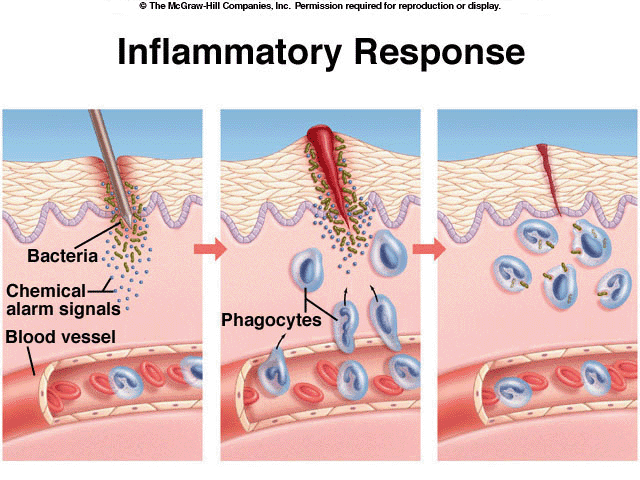 © The McGraw-Hill Companies, Inc. Permission required for reproduction or display.
Inflammatory Response
Bacteria
Chemical
alarm signals
Blood vessel
Phagocytes